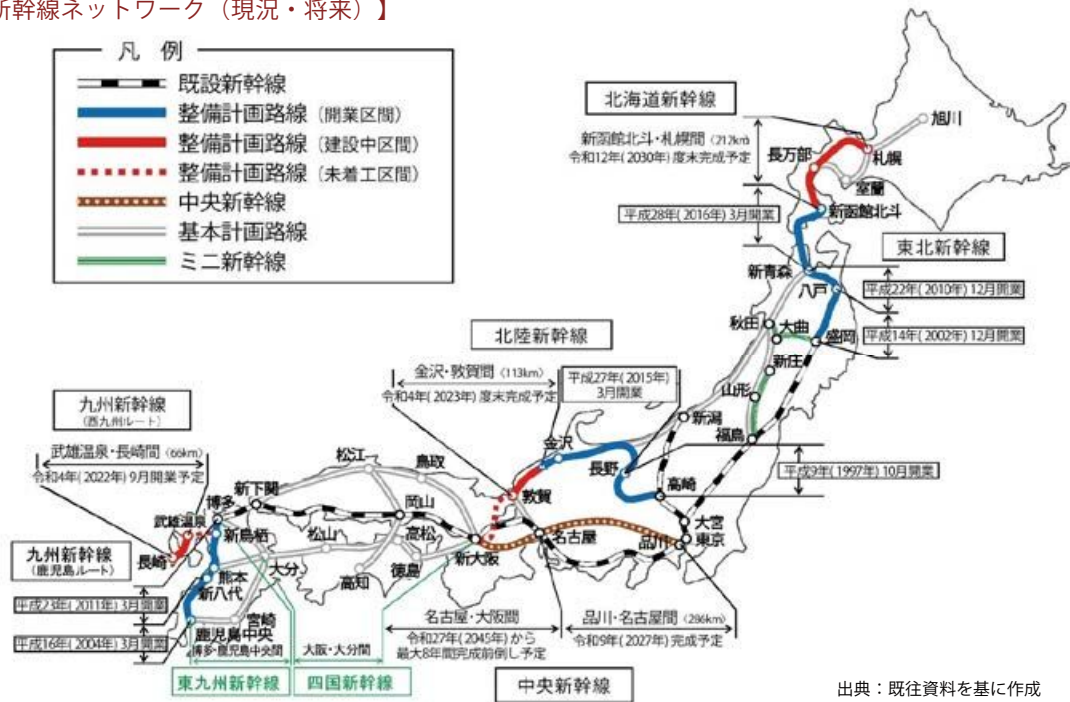 新幹線ネットワーク（現況・将来）】
凡 例
既設新幹線
整備計画路線（開業区間）
整備計画路線（建設中区間）
整備計画路線（未着工区間）
中央新幹線
基本計画路線
ミニ新幹線
北海道新幹線
新函館北斗・札幌間（212km）
令和12年（2030年）度末完成予定
旭川
長万部
札幌
室蘭
平成28年（2016年）3月開業
新函館北斗
東北新幹線
新青森
八戸
平成22年（2010年）12月開業
秋田
大曲
盛岡
平成14年（2002年）12月開業
新庄
山形
新潟
福島
平成9年（1997年）10月開業
北陸新幹線
金沢・敦賀間（113km）
令和4年（2023年）度末完成予定
平成27年（2015年）
3月開業
金沢
長野
高崎
敦賀
大宮
東京
品川
名古屋
九州新幹線
（西九州ルート）
武雄温泉・長崎間（66km）
令和4年（2022年）9月開業予定
松江
鳥取
新下関
岡山
博多
武雄温泉
新鳥栖
松山
高松
新大阪
長崎
九州新幹線
（鹿児島ルート）
熊本
大分
新八代
高知
徳島
平成23年（2011年）3月開業
宮崎
平成16年（2004年）3月開業
鹿児島中央
博多・鹿児島中央間
大阪・大分間
東九州新幹線
四国新幹線
名古屋・大阪間
令和27年（2045年）から
最大8年間完成前倒し予定
品川・名古屋間（286km）
令和9年（2027年）完成予定
中央新幹線
出典：既往資料を基に作成